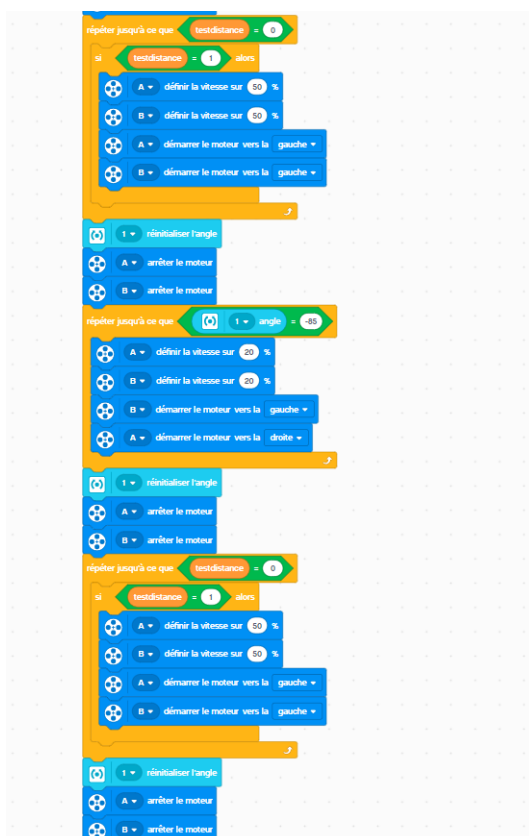 répéter jusqu'à ce que testdistance = 0
si testdistance = 1 alors
A définir la vitesse sur 50 %
B définir la vitesse sur 50 %
A démarrer le moteur vers la gauche
B démarrer le moteur vers la gauche
1 réinitialiser l'angle
A arrêter le moteur
B arrêter le moteur
répéter jusqu'à ce que 1 angle = -85
A définir la vitesse sur 20 %
B définir la vitesse sur 20 %
B démarrer le moteur vers la gauche
A démarrer le moteur vers la droite
1 réinitialiser l'angle
A arrêter le moteur
B arrêter le moteur
répéter jusqu'à ce que testdistance = 0
si testdistance = 1 alors
A définir la vitesse sur 50 %
B définir la vitesse sur 50 %
A démarrer le moteur vers la gauche
B démarrer le moteur vers la gauche
1 réinitialiser l'angle
A arrêter le moteur
B arrêter le moteur